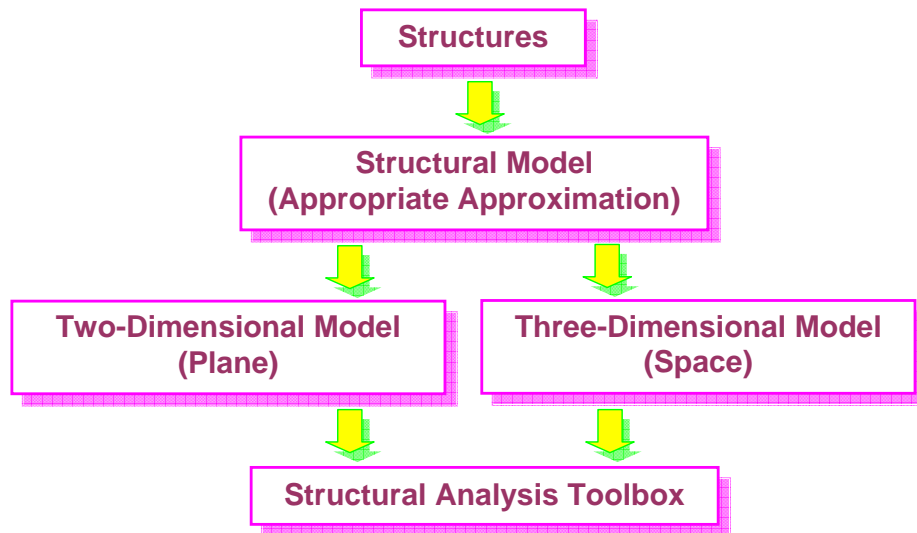 Structures
Structural Model
(Appropriate Approximation)
Two-Dimensional Model
(Plane)
Three-Dimensional Model
(Space)
Structural Analysis Toolbox